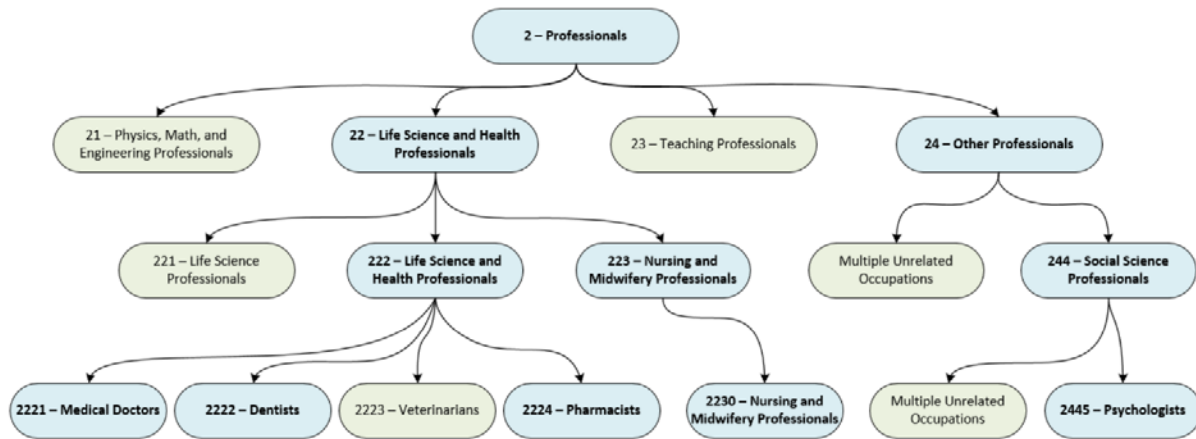 2 – Professionals
21 – Physics, Math, and
Engineering Professionals
22 – Life Science and Health
Professionals
23 – Teaching Professionals
24 – Other Professionals
221 – Life Science
Professionals
222 – Life Science and
Health Professionals
223 – Nursing and
Midwifery Professionals
Multiple Unrelated
Occupations
244 – Social Science
Professionals
2221 – Medical Doctors
2222 – Dentists
2223 – Veterinarians
2224 – Pharmacists
2230 – Nursing and
Midwifery Professionals
Multiple Unrelated
Occupations
2445 – Psychologists